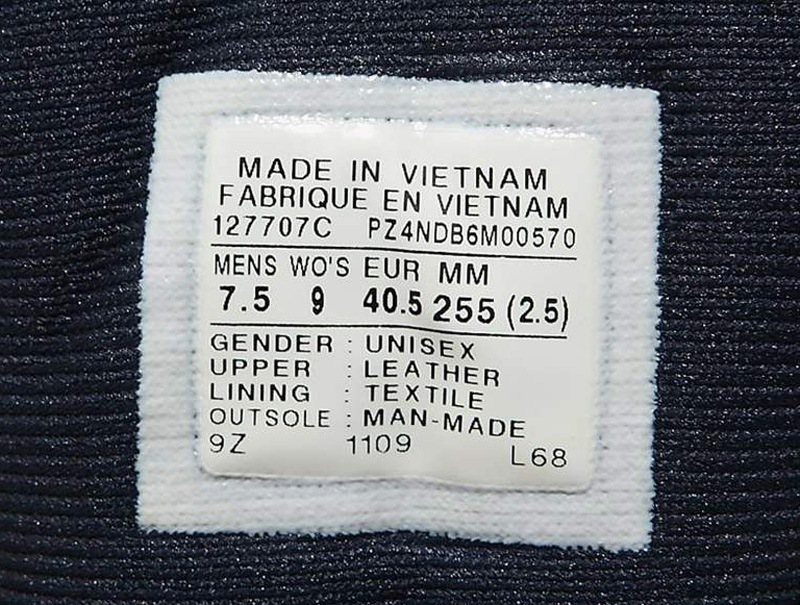 MADE IN VIETNAM
FABRIQUE EN VIETNAM
127707C PZ4NDB6M00570
MENS WO'S EUR MM
7.5 9 40.5 255 (2.5)
GENDER : UNISEX
UPPER : LEATHER
LINING : TEXTILE
OUTSOLE : MAN-MADE
9Z 1109 L68